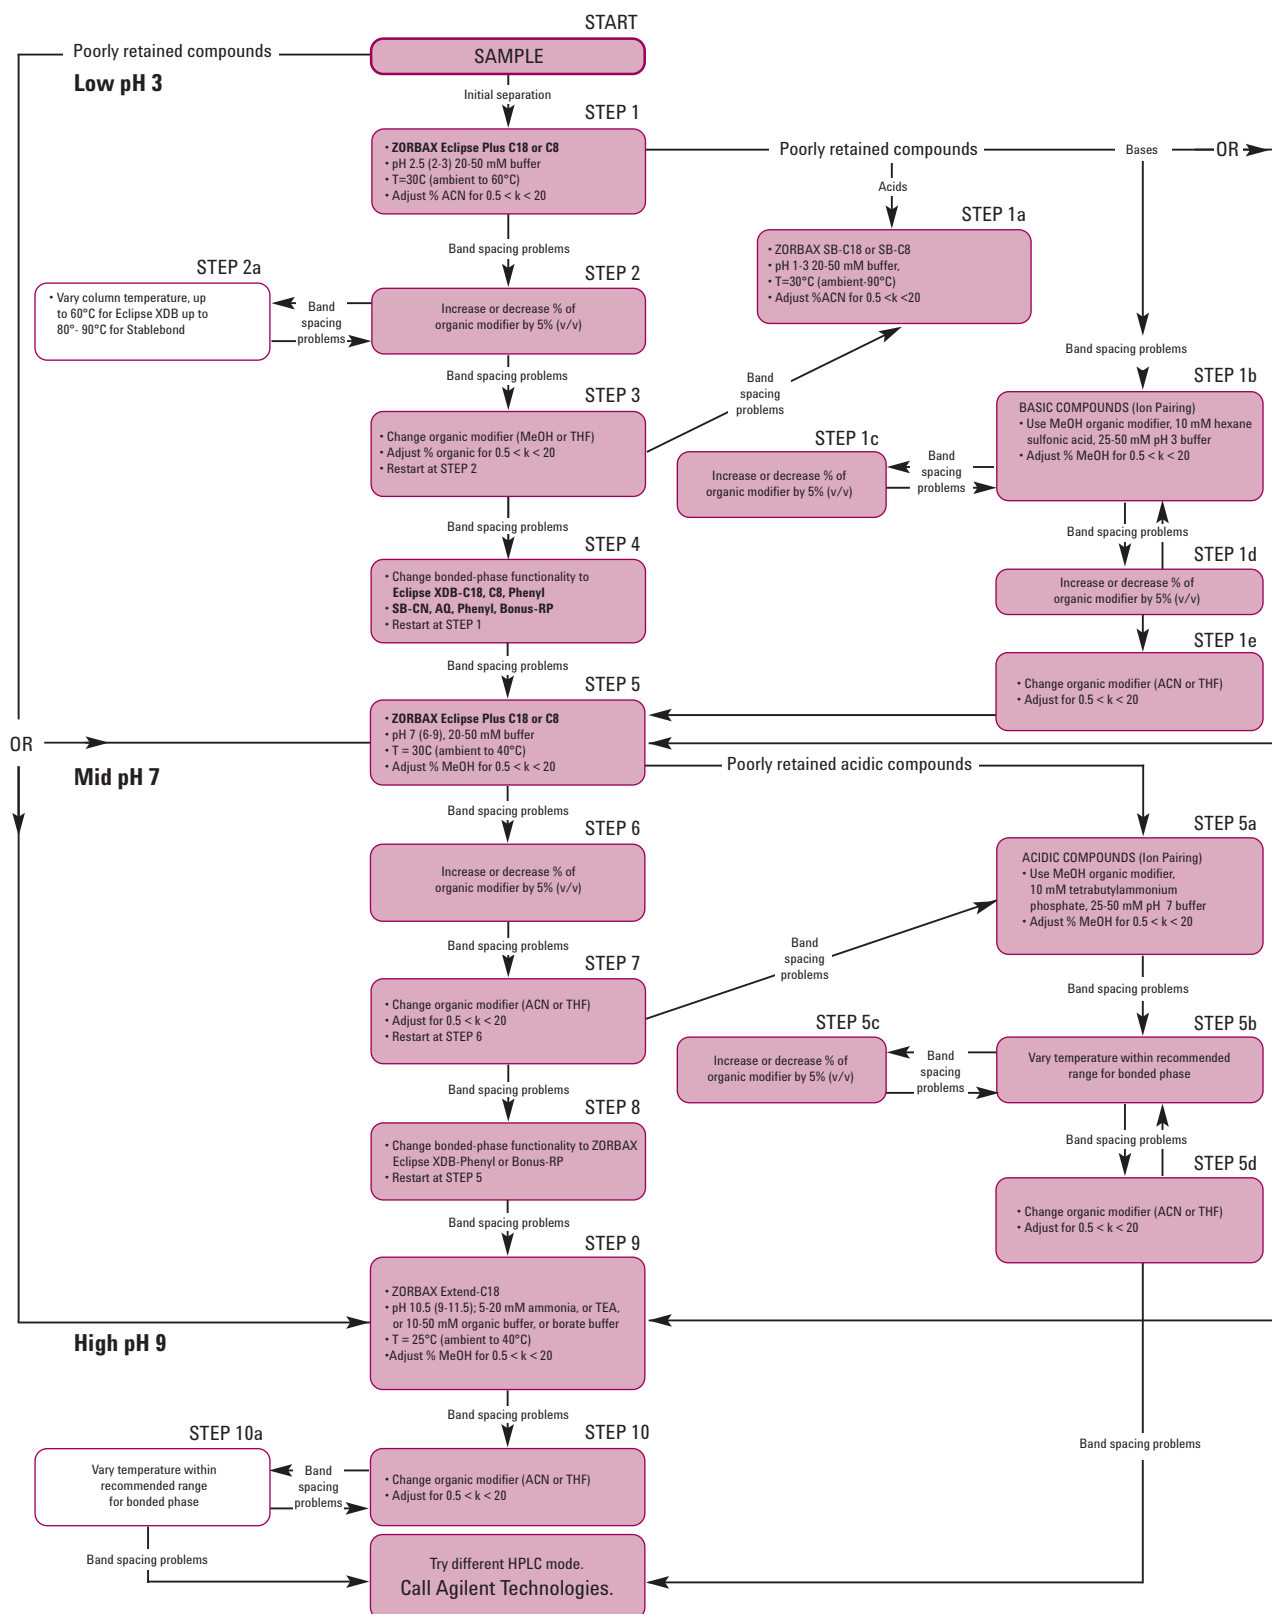 START
Poorly retained compounds
SAMPLE
Low pH 3
Initial separation
STEP 1
• ZORBAX Eclipse Plus C18 or C8
• pH 2.5 (2-3) 20-50 mM buffer
• T=30C (ambient to 60°C)
• Adjust % ACN for 0.5 < k < 20
Poorly retained compounds
Bases
OR
Acids
STEP 1a
• ZORBAX SB-C18 or SB-C8
• pH 1-3 20-50 mM buffer,
• T=30°C (ambient-90°C)
• Adjust %ACN for 0.5 <k <20
Band spacing problems
STEP 2a
• Vary column temperature, up
to 60°C for Eclipse XDB up to
80°- 90°C for Stablebond
Band
spacing
problems
STEP 2
Increase or decrease % of
organic modifier by 5% (v/v)
Band spacing problems
Band spacing problems
STEP 3
• Change organic modifier (MeOH or THF)
• Adjust % organic for 0.5 < k < 20
• Restart at STEP 2
Band
spacing
problems
STEP 1b
BASIC COMPOUNDS (Ion Pairing)
• Use MeOH organic modifier, 10 mM hexane
sulfonic acid, 25-50 mM pH 3 buffer
• Adjust % MeOH for 0.5 < k < 20
STEP 1c
Increase or decrease % of
organic modifier by 5% (v/v)
Band
spacing
problems
Band spacing problems
Band spacing problems
STEP 4
• Change bonded-phase functionality to
Eclipse XDB-C18, C8, Phenyl
• SB-CN, AQ, Phenyl, Bonus-RP
• Restart at STEP 1
STEP 1d
Increase or decrease % of
organic modifier by 5% (v/v)
STEP 1e
• Change organic modifier (ACN or THF)
• Adjust for 0.5 < k < 20
Band spacing problems
STEP 5
• ZORBAX Eclipse Plus C18 or C8
• pH 7 (6-9), 20-50 mM buffer
• T = 30C (ambient to 40°C)
• Adjust % MeOH for 0.5 < k < 20
OR
Mid pH 7
Poorly retained acidic compounds
Band spacing problems
STEP 6
Increase or decrease % of
organic modifier by 5% (v/v)
STEP 5a
ACIDIC COMPOUNDS (Ion Pairing)
• Use MeOH organic modifier,
10 mM tetrabutylammonium
phosphate, 25-50 mM pH 7 buffer
• Adjust % MeOH for 0.5 < k < 20
Band spacing problems
STEP 7
• Change organic modifier (ACN or THF)
• Adjust for 0.5 < k < 20
• Restart at STEP 6
Band
spacing
problems
Band spacing problems
STEP 5c
Increase or decrease % of
organic modifier by 5% (v/v)
Band
spacing
problems
STEP 5b
Vary temperature within recommended
range for bonded phase
Band spacing problems
STEP 8
• Change bonded-phase functionality to ZORBAX
Eclipse XDB-Phenyl or Bonus-RP
• Restart at STEP 5
Band spacing problems
STEP 5d
• Change organic modifier (ACN or THF)
• Adjust for 0.5 < k < 20
Band spacing problems
STEP 9
• ZORBAX Extend-C18
• pH 10.5 (9-11.5); 5-20 mM ammonia, or TEA,
or 10-50 mM organic buffer, or borate buffer
• T = 25°C (ambient to 40°C)
•Adjust % MeOH for 0.5 < k < 20
High pH 9
Band spacing problems
STEP 10a
Vary temperature within
recommended range
for bonded phase
Band
spacing
problems
STEP 10
• Change organic modifier (ACN or THF)
• Adjust for 0.5 < k < 20
Band spacing problems
Band spacing problems
Try different HPLC mode.
Call Agilent Technologies.